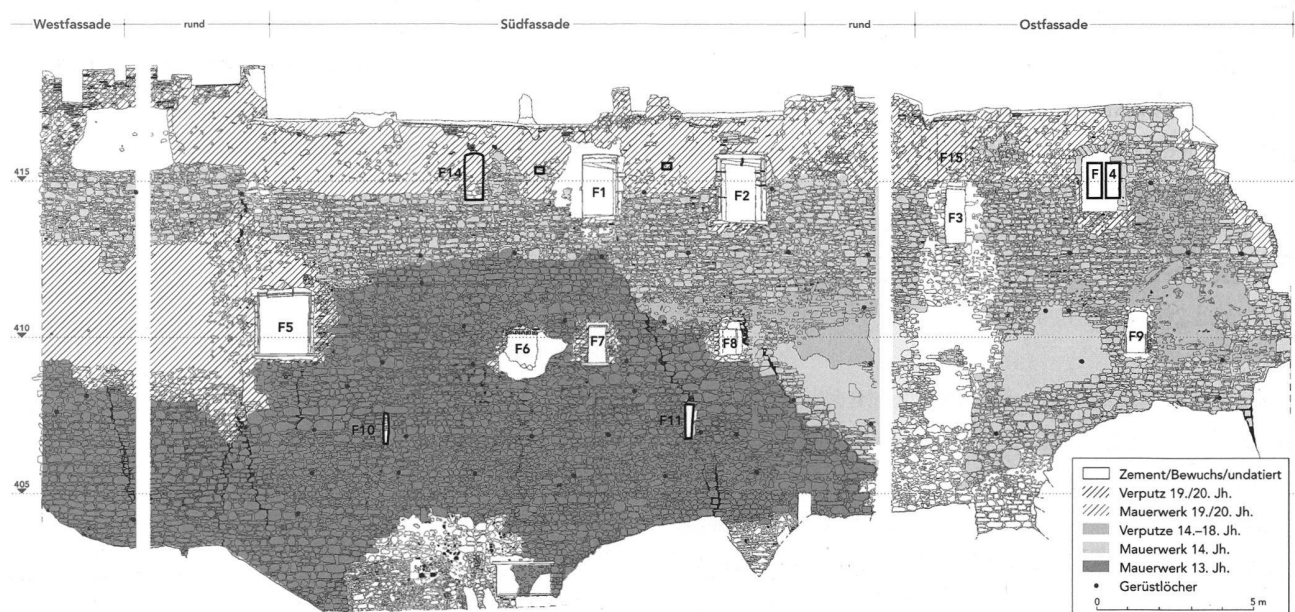 Westfassade rund Südfassade rund Ostfassade
415
F14
F1
F2
F15
F3
F 4
F5
410
F6
F7
F8
F9
F10
F11
405
Zement/Bewuchs/undatiert
Verputz 19./20. Jh.
Mauerwerk 19./20. Jh.
Verputze 14.–18. Jh.
Mauerwerk 14. Jh.
Mauerwerk 13. Jh.
Gerüstlöcher
0 5 m